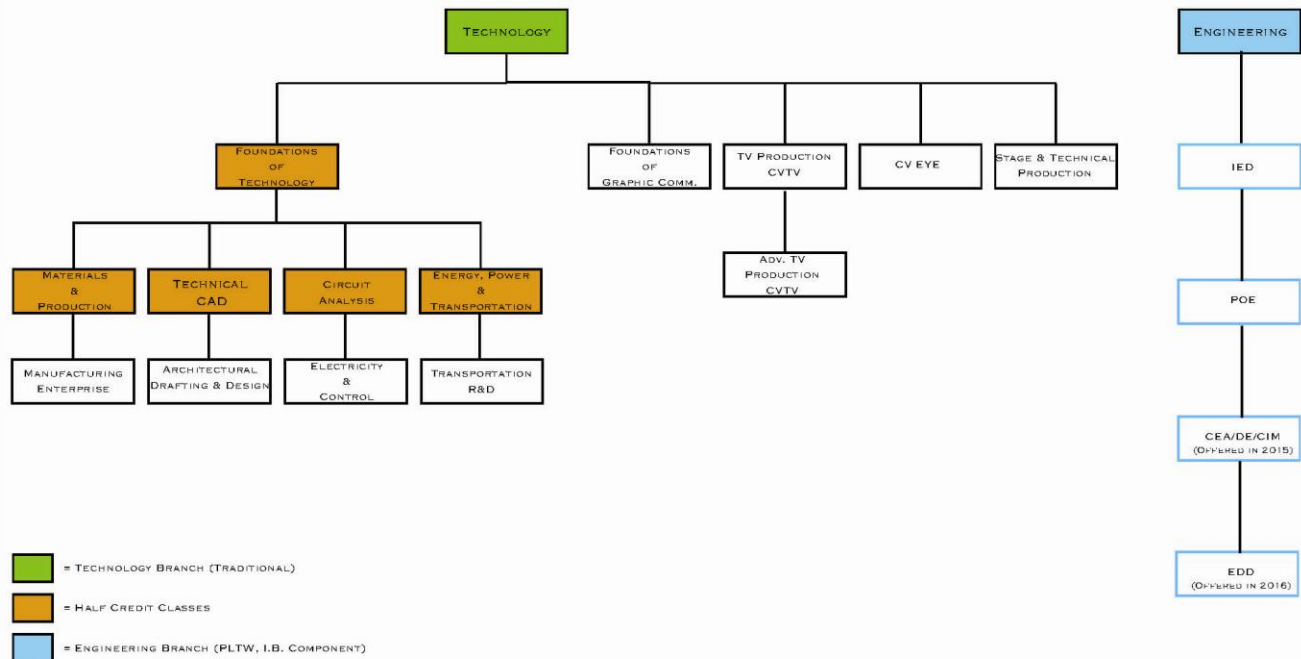 TECHNOLOGY
ENGINEERING
FOUNDATIONS
OF
TECHNOLOGY
FOUNDATIONS
OF
GRAPHIC COMM.
TV PRODUCTION
CVTV
CV EYE
STAGE & TECHNICAL
PRODUCTION
IED
MATERIALS
&
PRODUCTION
TECHNICAL
CAD
CIRCUIT
ANALYSIS
ENERGY, POWER
&
TRANSPORTATION
ADV. TV
PRODUCTION
CVTV
POE
MANUFACTURING
ENTERPRISE
ARCHITECTURAL
DRAFTING & DESIGN
ELECTRICITY
&
CONTROL
TRANSPORTATION
R&D
CEA/DE/CIM
(OFFERED IN 2015)
EDD
(OFFERED IN 2016)
= TECHNOLOGY BRANCH (TRADITIONAL)
= HALF CREDIT CLASSES
= ENGINEERING BRANCH (PLTW, I.B. COMPONENT)